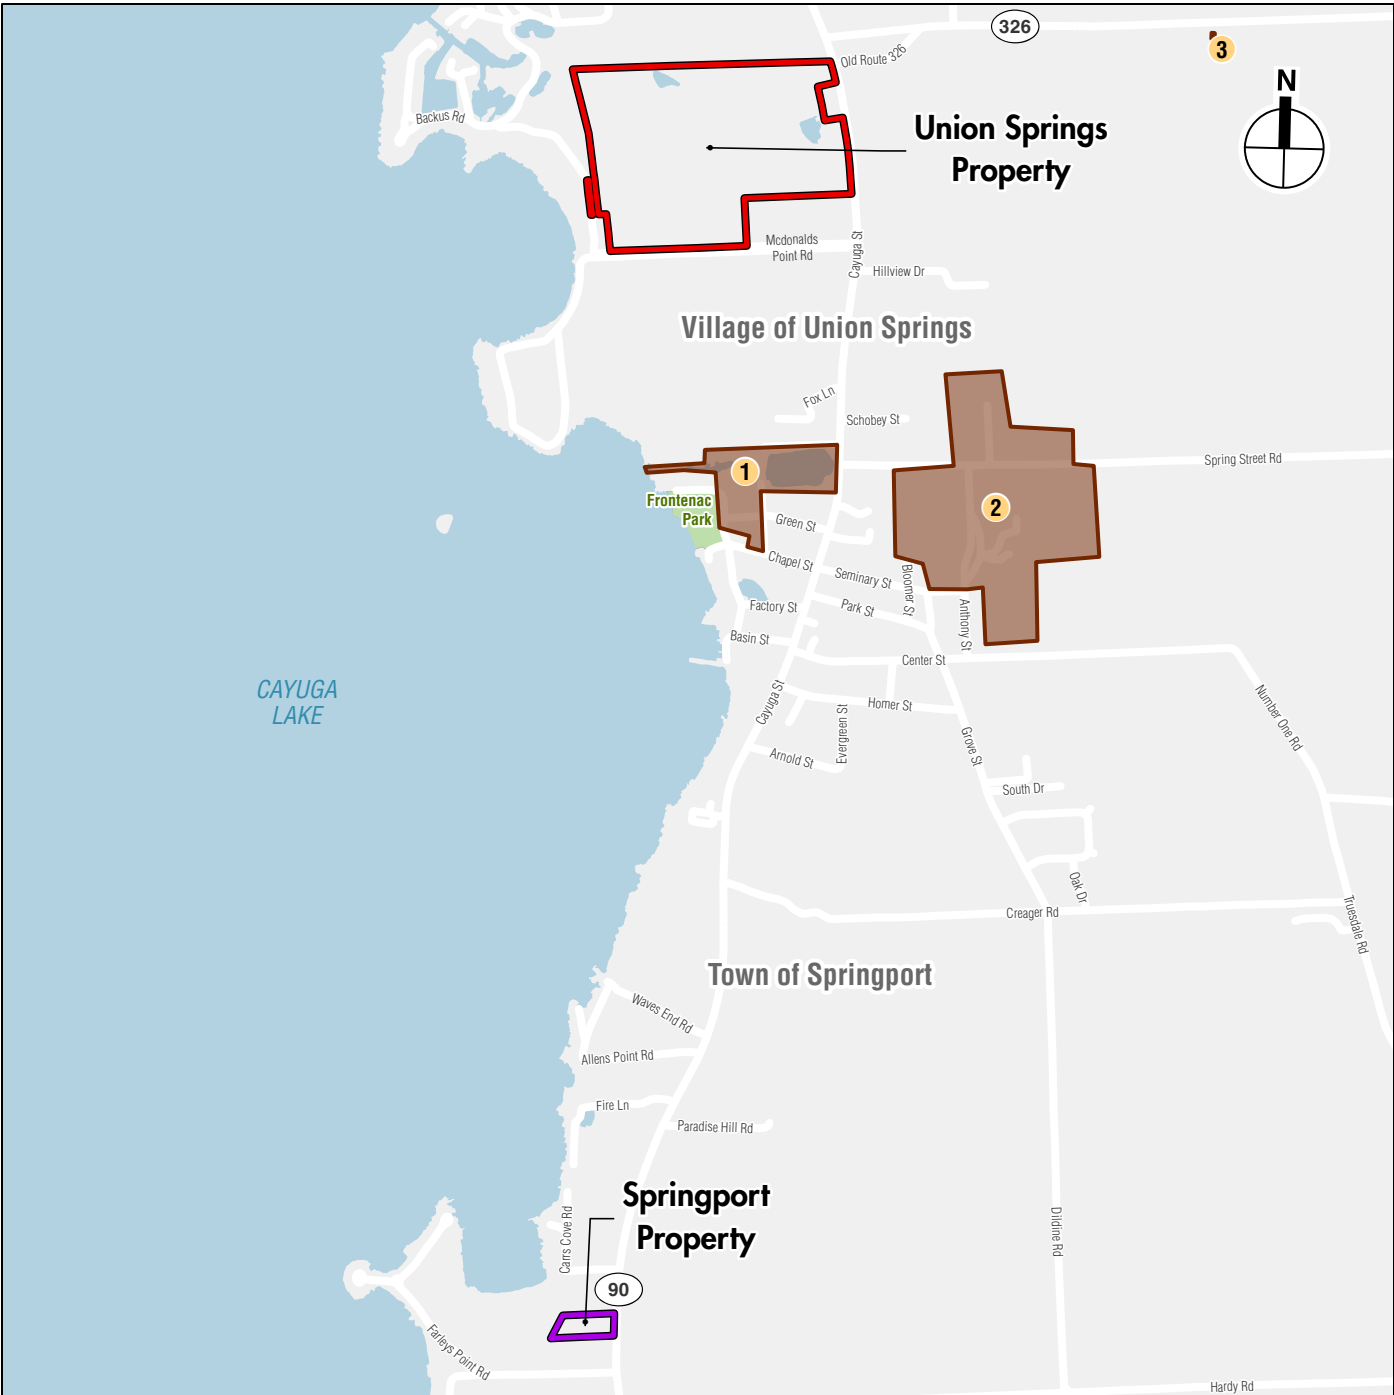 326
3
Old Route 326
N
Backus Rd
Union Springs
Property
Mcdonalds
Point Rd
Cayuga St
Hillview Dr
Village of Union Springs
Fox Ln
Schobey St
Spring Street Rd
1
2
Frontenac
Park
Green St
Chapel St
Seminary St
Bloomer St
Factory St
Park St
Anthony St
Basin St
Center St
CAYUGA
LAKE
Cayuga St
Homer St
Evergreen St
Number One Rd
Grove St
Arnold St
South Dr
Oak Dr
Creager Rd
Truesdale Rd
Town of Springport
Waves End Rd
Allens Point Rd
Fire Ln
Paradise Hill Rd
Springport
Property
Carrs Cove Rd
Dildine Rd
90
Farleys Point Rd
Hardy Rd